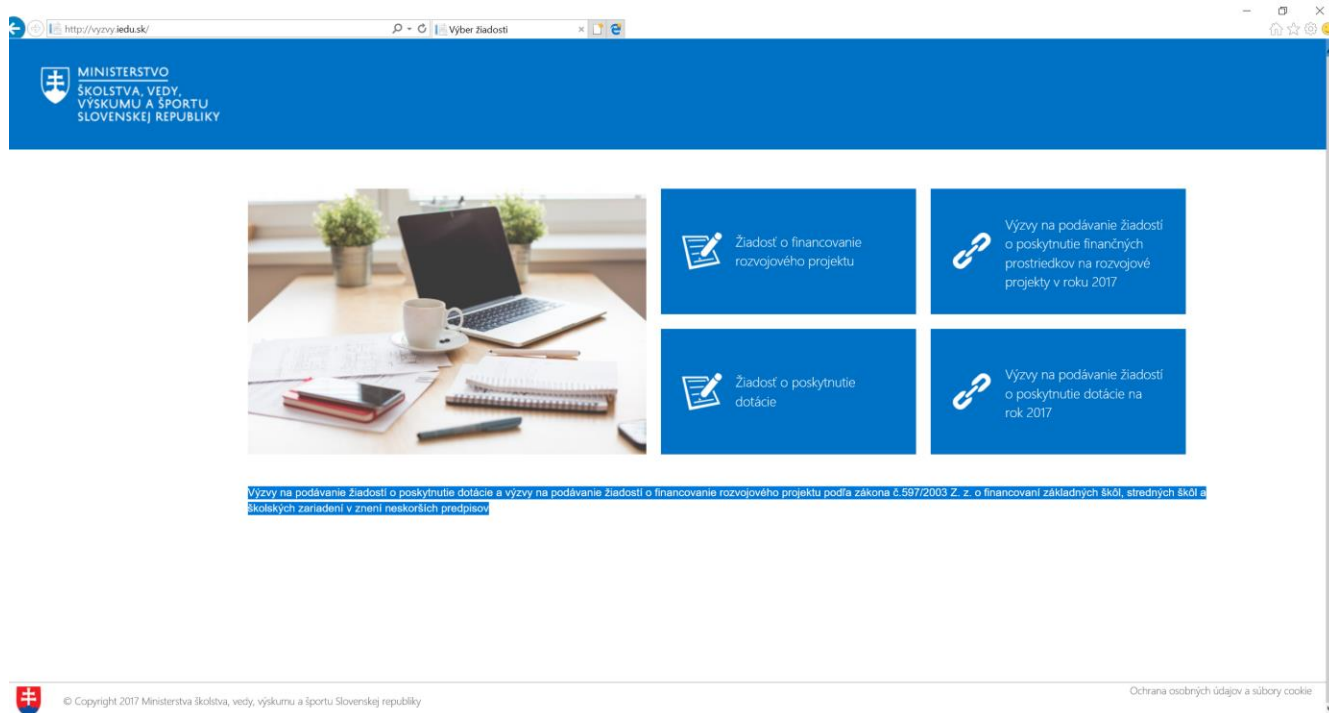 http://vyzvy.iedu.sk/
Výber žiadosti
MINISTERSTVO
ŠKOLSTVA, VEDY,
VÝSKUMU A ŠPORTU
SLOVENSKEJ REPUBLIKY
Žiadosť o financovanie
rozvojového projektu
Výzvy na podávanie žiadostí
o poskytnutie finančných
prostriedkov na rozvojové
projekty v roku 2017
Žiadosť o poskytnutie
dotácie
Výzvy na podávanie žiadostí
o poskytnutie dotácie na
rok 2017
Výzvy na podávanie žiadostí o poskytnutie dotácie a výzvy na podávanie žiadostí o financovanie rozvojového projektu podľa zákona č.597/2003 Z. z. o financovaní základných škôl, stredných škôl a
školských zariadení v znení neskorších predpisov
© Copyright 2017 Ministerstva školstva, vedy, výskumu a športu Slovenskej republiky
Ochrana osobných údajov a súbory cookie